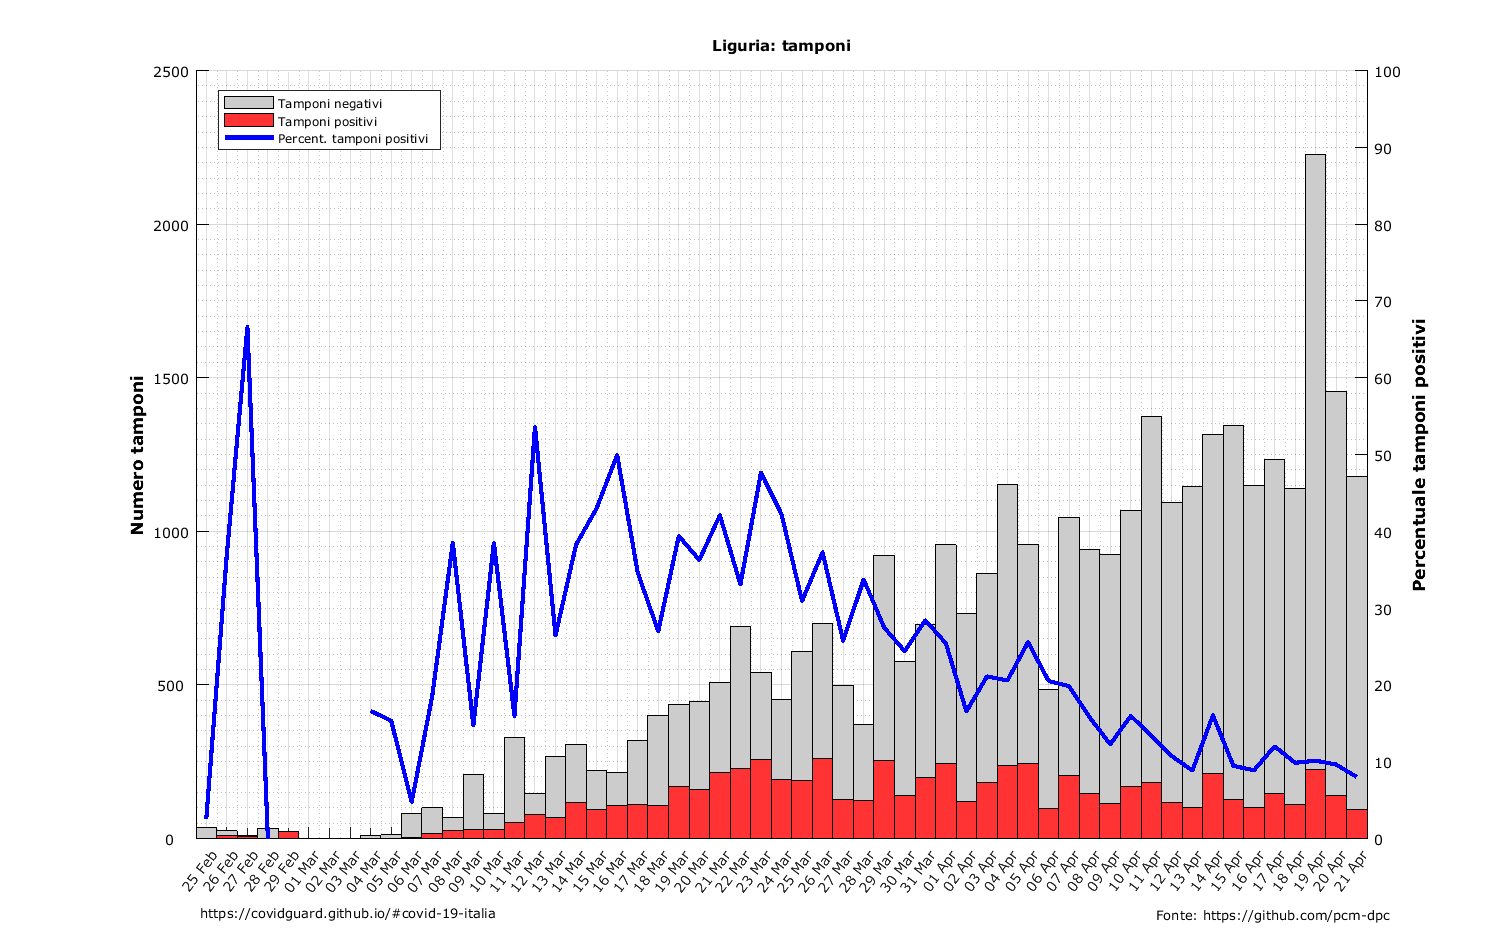 Liguria: tamponi
Tamponi negativi
Tamponi positivi
Percent. tamponi positivi
Numero tamponi
2500
2000
1500
1000
500
0
Percentuale tamponi positivi
100
90
80
70
60
50
40
30
20
10
0
25 Feb
26 Feb
27 Feb
28 Feb
29 Feb
01 Mar
02 Mar
03 Mar
04 Mar
05 Mar
06 Mar
07 Mar
08 Mar
09 Mar
10 Mar
11 Mar
12 Mar
13 Mar
14 Mar
15 Mar
16 Mar
17 Mar
18 Mar
19 Mar
20 Mar
21 Mar
22 Mar
23 Mar
24 Mar
25 Mar
26 Mar
27 Mar
28 Mar
29 Mar
30 Mar
31 Mar
01 Apr
02 Apr
03 Apr
04 Apr
05 Apr
06 Apr
07 Apr
08 Apr
09 Apr
10 Apr
11 Apr
12 Apr
13 Apr
14 Apr
15 Apr
16 Apr
17 Apr
18 Apr
19 Apr
20 Apr
21 Apr
https://covidguard.github.io/#covid-19-italia
Fonte: https://github.com/pcm-dpc